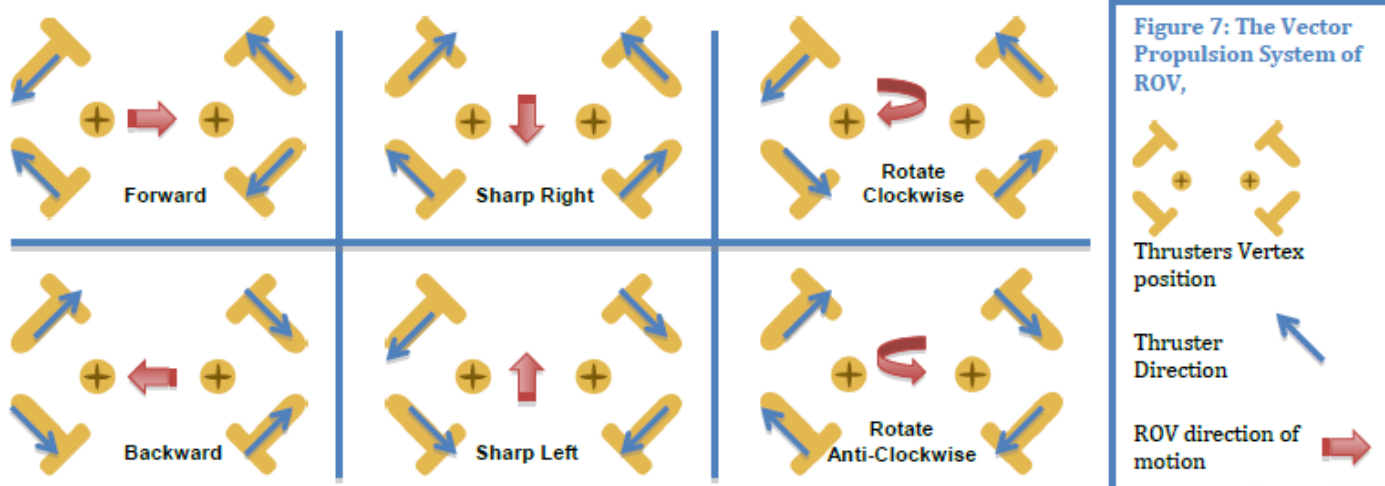 Forward
Sharp Right
Rotate
Clockwise
Backward
Sharp Left
Rotate
Anti-Clockwise
Figure 7: The Vector
Propulsion System of
ROV,
Thrusters Vertex
position
Thruster
Direction
ROV direction of
motion